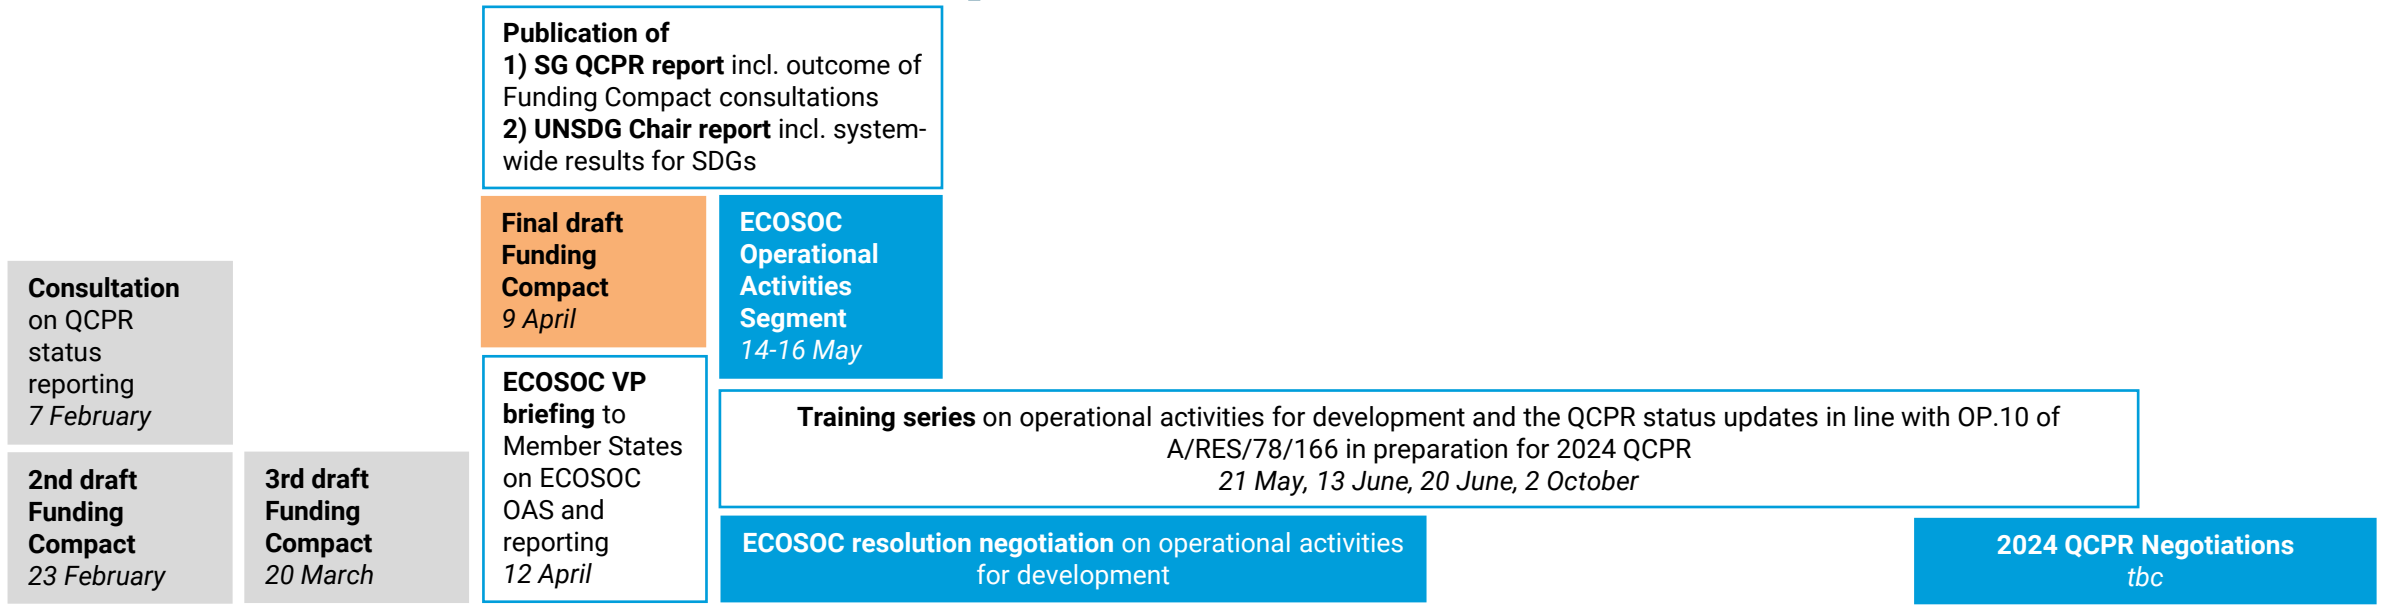 Publication of
1) SG QCPR report incl. outcome of
Funding Compact consultations
2) UNSDG Chair report incl. system-
wide results for SDGs
Final draft
Funding
Compact
9 April
ECOSOC
Operational
Activities
Segment
14-16 May
Consultation
on QCPR
status
reporting
7 February
ECOSOC VP
briefing to
Member States
on ECOSOC
OAS and
reporting
12 April
Training series on operational activities for development and the QCPR status updates in line with OP.10 of
A/RES/78/166 in preparation for 2024 QCPR
21 May, 13 June, 20 June, 2 October
2nd draft
Funding
Compact
23 February
3rd draft
Funding
Compact
20 March
ECOSOC resolution negotiation on operational activities
for development
2024 QCPR Negotiations
tbc